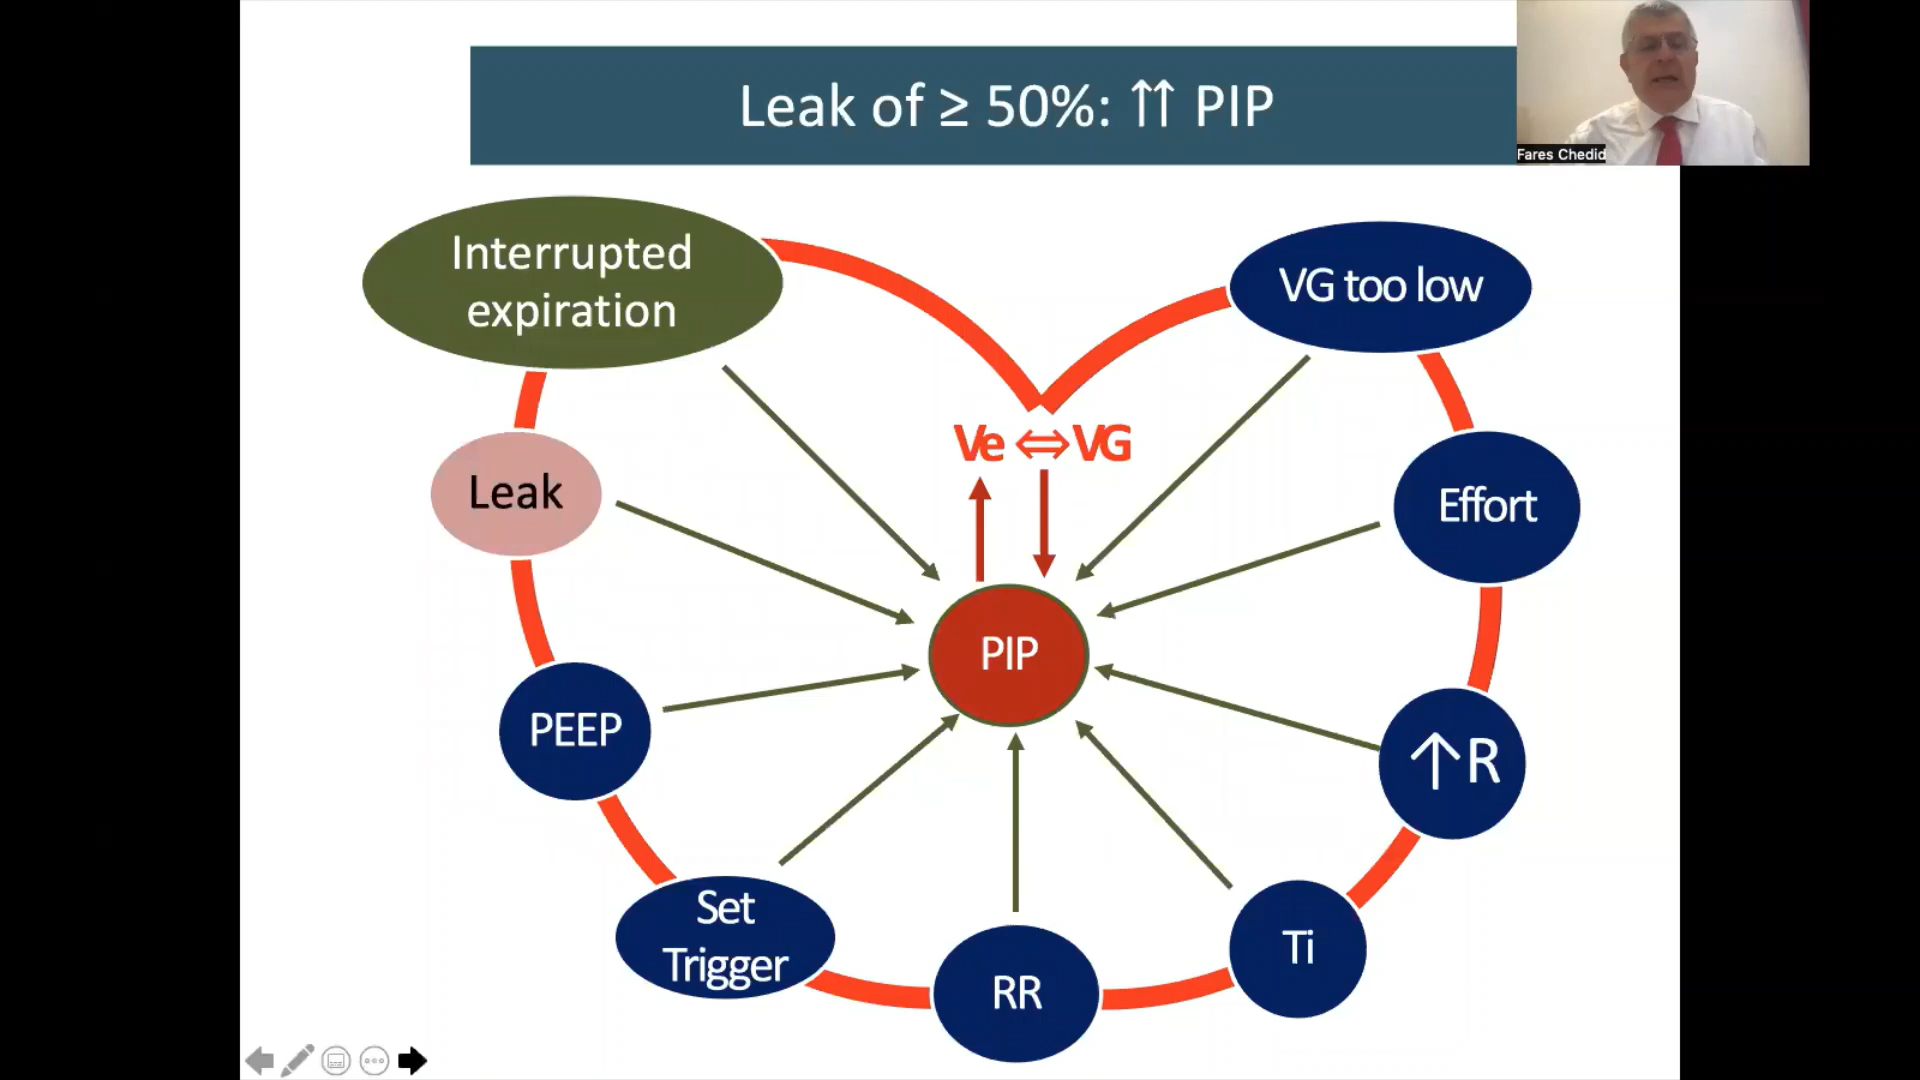 Leak of ≥ 50%: ↑↑ PIP
Fares Chedid
Interrupted
expiration
VG too low
Ve ⇔ VG
Leak
Effort
PIP
PEEP
↑R
Set
Trigger
RR
Ti